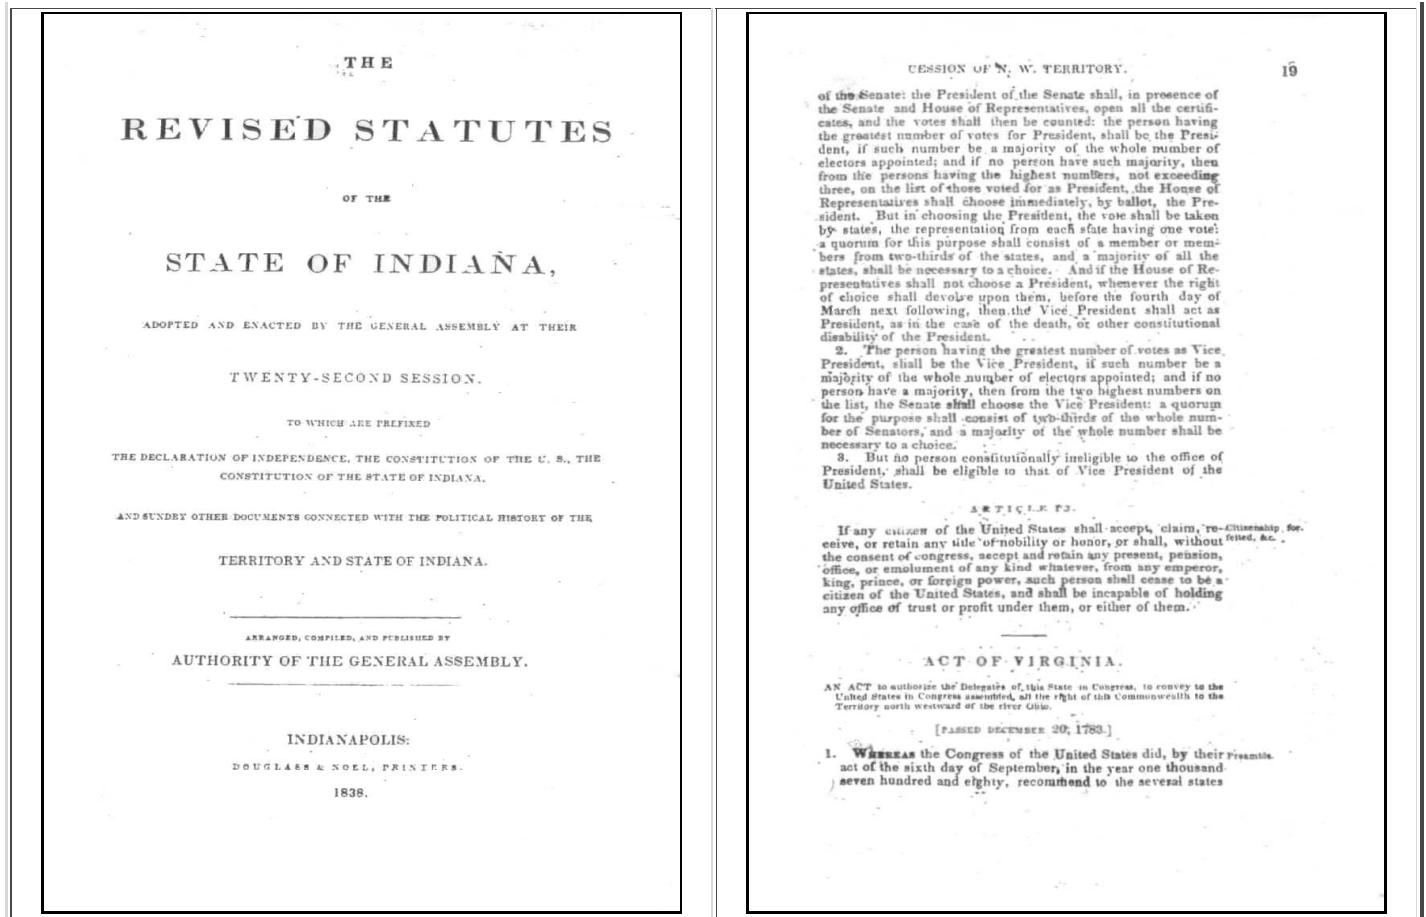 THE
REVISED STATUTES
OF THE
STATE OF INDIANA,
ADOPTED AND ENACTED BY THE GENERAL ASSEMBLY AT THEIR
TWENTY-SECOND SESSION.
TO WHICH ARE PREFIXED
THE DECLARATION OF INDEPENDENCE, THE CONSTITUTION OF THE U. S., THE
CONSTITUTION OF THE STATE OF INDIANA,
AND SUNDRY OTHER DOCUMENTS CONNECTED WITH THE POLITICAL HISTORY OF THE
TERRITORY AND STATE OF INDIANA.
ARRANGED, COMPILED, AND PUBLISHED BY
AUTHORITY OF THE GENERAL ASSEMBLY.
INDIANAPOLIS:
DOUGLASS & NOEL, PRINTERS.
1838.
CESSION OF N. W. TERRITORY. 19
of the Senate: the President of the Senate shall, in presence of
the Senate and House of Representatives, open all the certifi-
cates, and the votes shall then be counted: the person having
the greatest number of votes for President, shall be the Presi-
dent, if such number be a majority of the whole number of
electors appointed; and if no person have such majority, then
from the persons having the highest numbers, not exceeding
three, on the list of those voted for as President, the House of
Representatives shall choose immediately, by ballot, the Pre-
sident. But in choosing the President, the vote shall be taken
by states, the representation from each state having one vote:
a quorum for this purpose shall consist of a member or mem-
bers from two-thirds of the states, and a majority of all the
states, shall be necessary to a choice. And if the House of Re-
presentatives shall not choose a President, whenever the right
of choice shall devolve upon them, before the fourth day of
March next following, then the Vice President shall act as
President, as in the case of the death, or other constitutional
disability of the President.
2. The person having the greatest number of votes as Vice
President, shall be the Vice President, if such number be a
majority of the whole number of electors appointed; and if no
person have a majority, then from the two highest numbers on
the list, the Senate shall choose the Vice President: a quorum
for the purpose shall consist of two-thirds of the whole num-
ber of Senators, and a majority of the whole number shall be
necessary to a choice.
3. But no person constitutionally ineligible to the office of
President, shall be eligible to that of Vice President of the
United States.
ARTICLE 13.
If any citizen of the United States shall accept, claim, re- Citizenship for-
ceive, or retain any title of nobility or honor, or shall, without feited, &c.
the consent of congress, accept and retain any present, pension,
office, or emolument of any kind whatever, from any emperor,
king, prince, or foreign power, such person shall cease to be a
citizen of the United States, and shall be incapable of holding
any office of trust or profit under them, or either of them.
ACT OF VIRGINIA.
AN ACT to authorize the Delegates of this State in Congress, to convey to the
United States in Congress assembled, all the right of this Commonwealth to the
Territory north westward of the river Ohio.
[PASSED DECEMBER 20, 1783.]
1. WHEREAS the Congress of the United States did, by their Preamble.
act of the sixth day of September, in the year one thousand
seven hundred and eighty, recommend to the several states